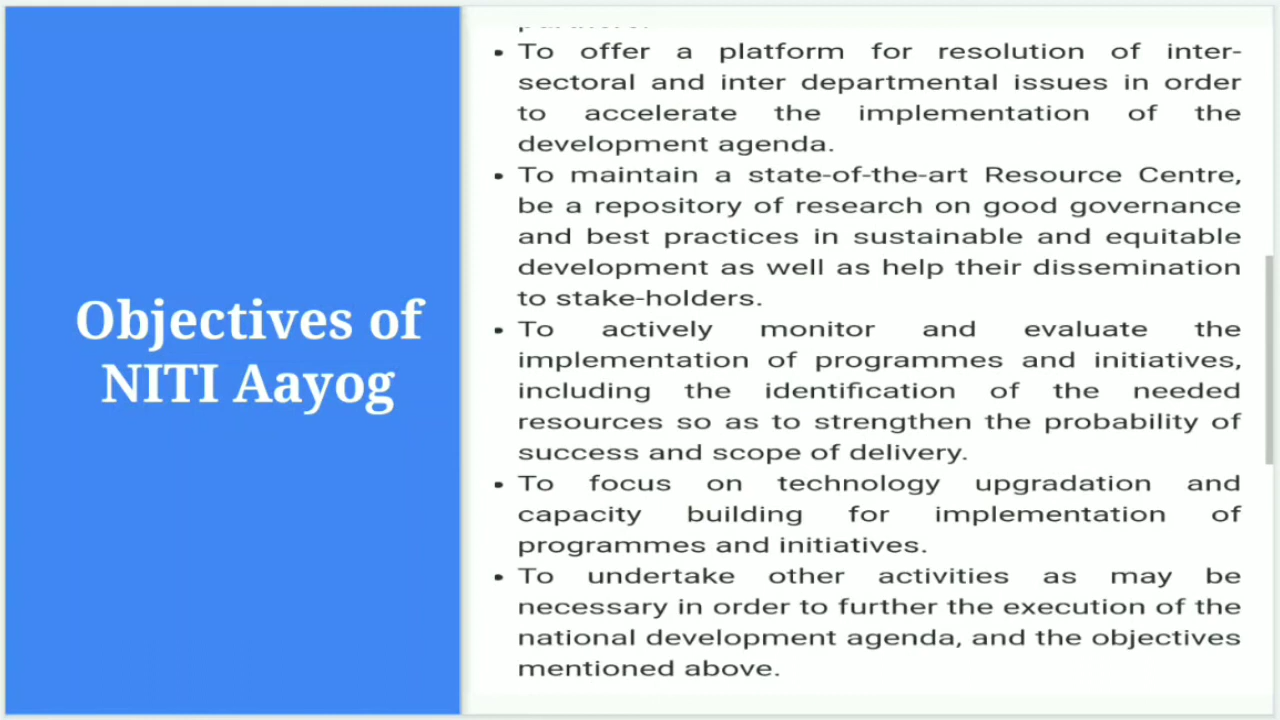 Objectives of
NITI Aayog
• To offer a platform for resolution of inter-
sectoral and inter departmental issues in order
to accelerate the implementation of the
development agenda.
• To maintain a state-of-the-art Resource Centre,
be a repository of research on good governance
and best practices in sustainable and equitable
development as well as help their dissemination
to stake-holders.
• To actively monitor and evaluate the
implementation of programmes and initiatives,
including the identification of the needed
resources so as to strengthen the probability of
success and scope of delivery.
• To focus on technology upgradation and
capacity building for implementation of
programmes and initiatives.
• To undertake other activities as may be
necessary in order to further the execution of the
national development agenda, and the objectives
mentioned above.